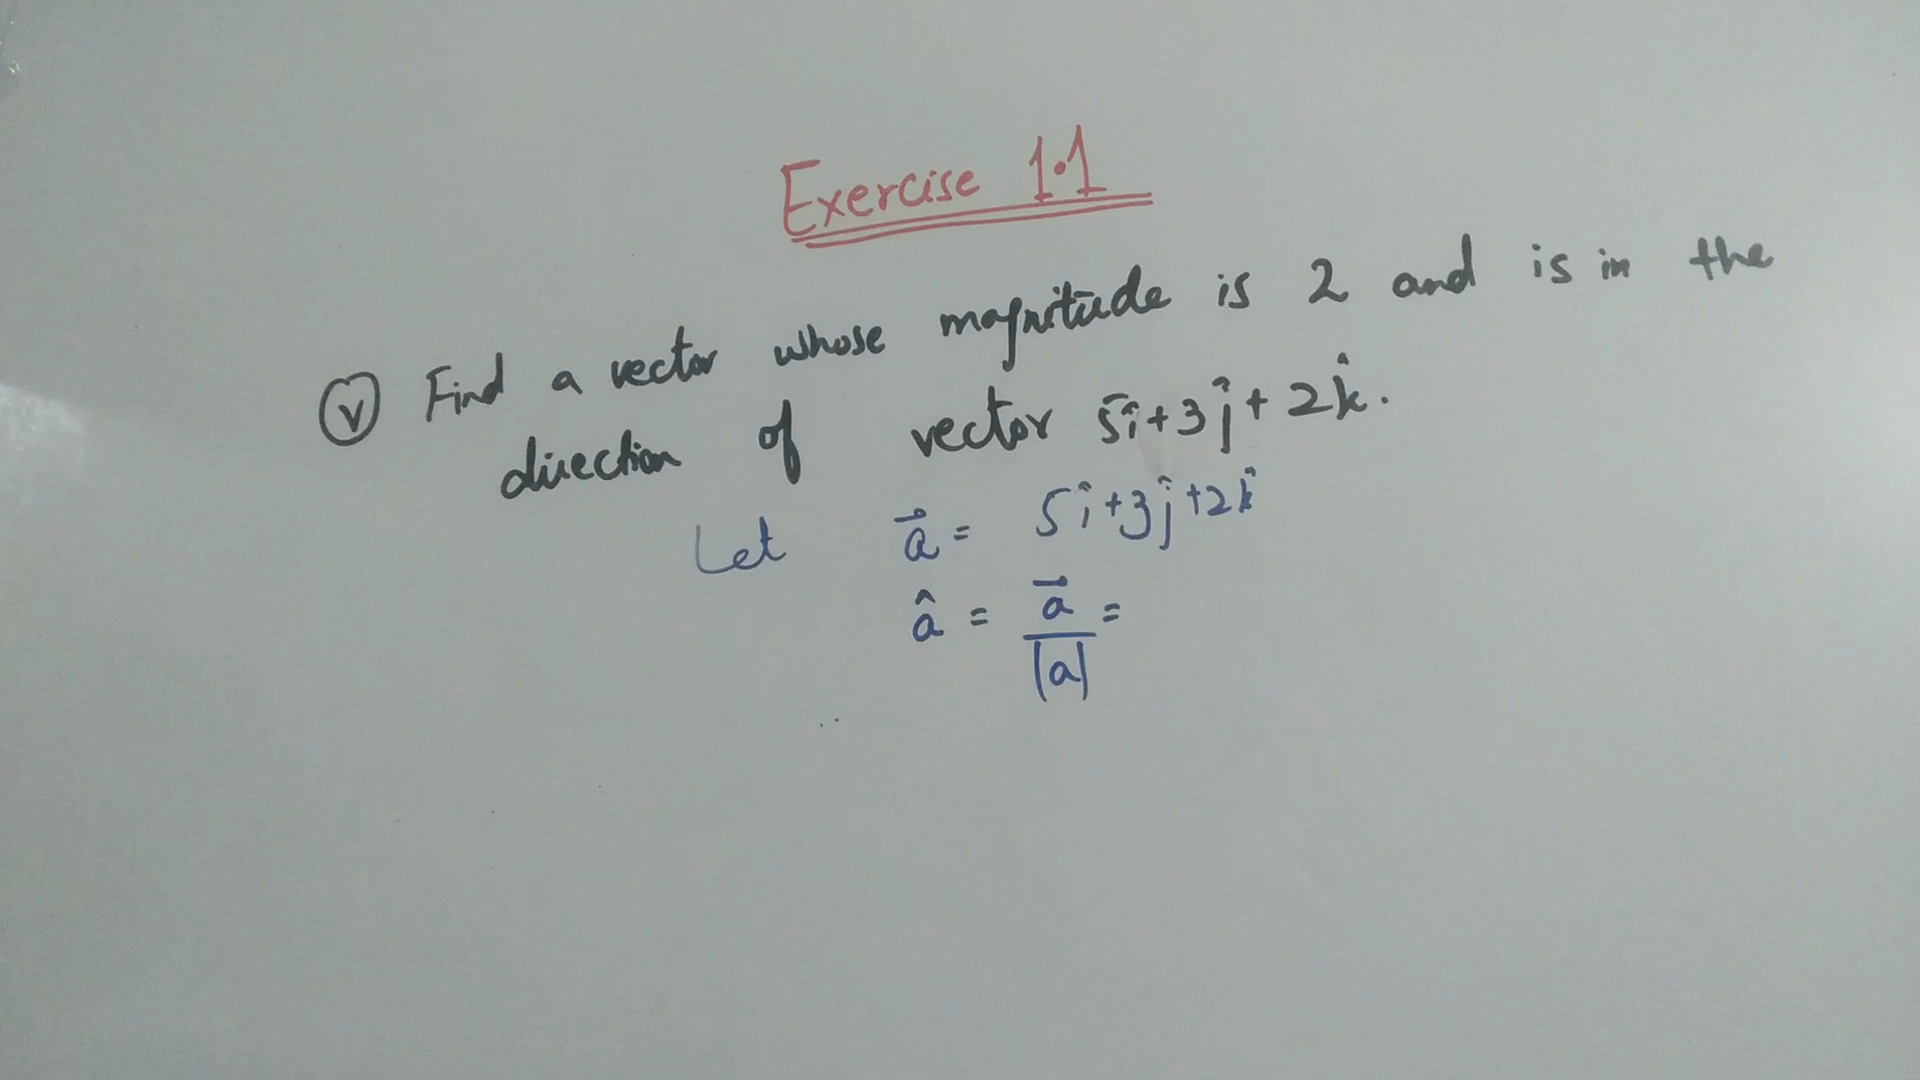 Exercise 1.1
(v) Find a vector whose magnitude is 2 and is in the
direction of vector 5î+3ĵ+2k̂.
Let a⃗ = 5î+3ĵ+2k̂
â = a⃗/|a| =